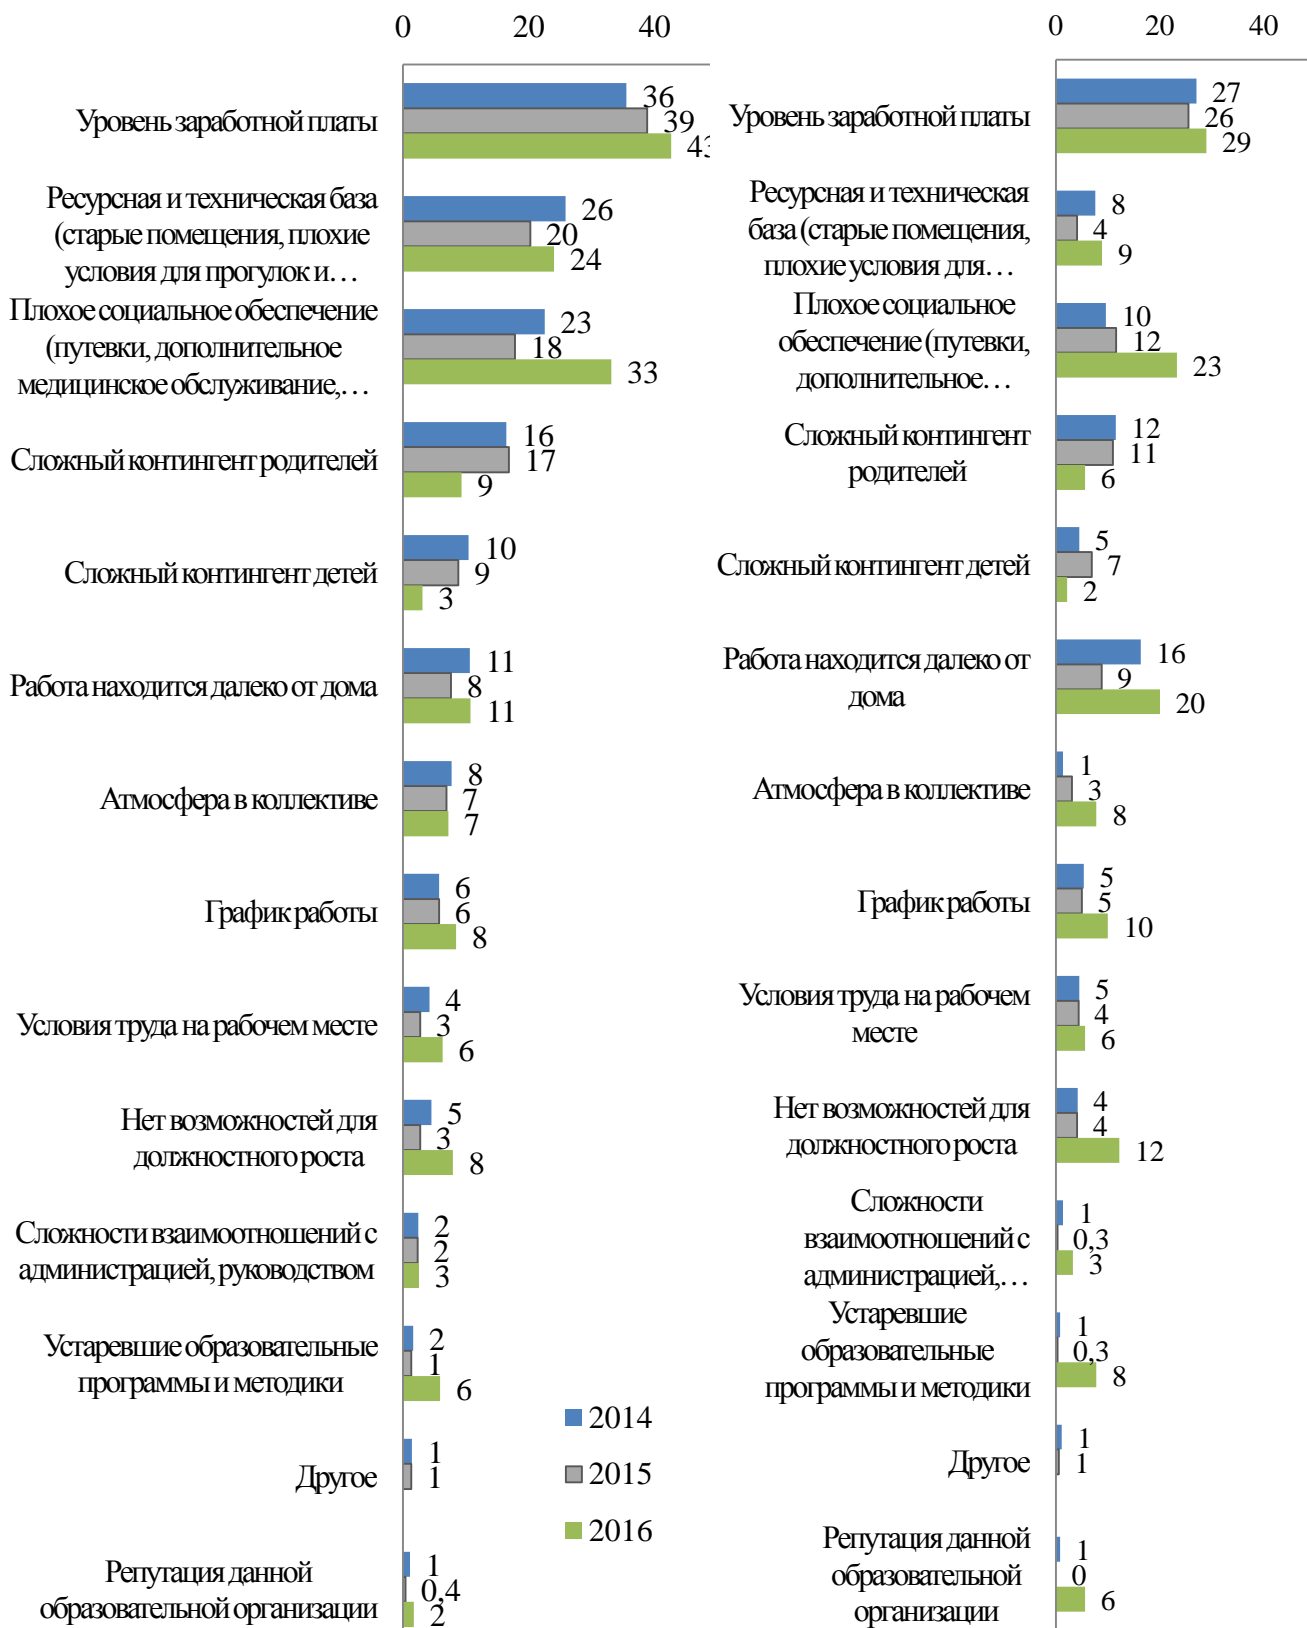 0 20 40
Уровень заработной платы
36
39
43
Ресурсная и техническая база
(старые помещения, плохие
условия для прогулок и…
26
20
24
Плохое социальное обеспечение
(путевки, дополнительное
медицинское обслуживание,…
23
18
33
Сложный контингент родителей
16
17
9
Сложный контингент детей
10
9
3
Работа находится далеко от дома
11
8
11
Атмосфера в коллективе
8
7
7
График работы
6
6
8
Условия труда на рабочем месте
4
3
6
Нет возможностей для
должностного роста
5
3
8
Сложности взаимоотношений с
администрацией, руководством
2
2
3
Устаревшие образовательные
программы и методики
2
1
6
Другое
1
1
Репутация данной
образовательной организации
1
0,4
2
2014
2015
2016
0 20 40
Уровень заработной платы
27
26
29
Ресурсная и техническая
база (старые помещения,
плохие условия для…
8
4
9
Плохое социальное
обеспечение (путевки,
дополнительное…
10
12
23
Сложный контингент
родителей
12
11
6
Сложный контингент детей
5
7
2
Работа находится далеко от
дома
16
9
20
Атмосфера в коллективе
1
3
8
График работы
5
5
10
Условия труда на рабочем
месте
5
4
6
Нет возможностей для
должностного роста
4
4
12
Сложности
взаимоотношений с
администрацией,…
1
0,3
3
Устаревшие
образовательные
программы и методики
1
0,3
8
Другое
1
1
Репутация данной
образовательной
организации
1
0
6